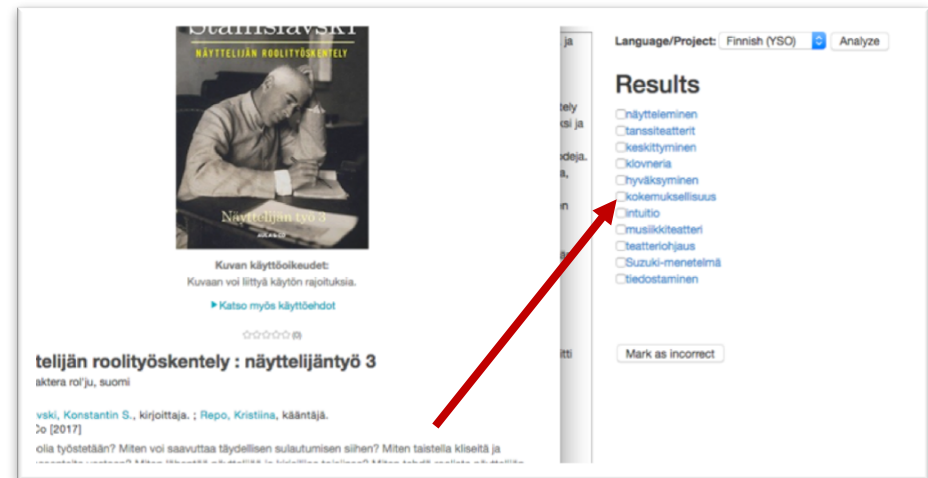 Stanislavski
NÄYTTELIJÄN ROOLITYÖSKENTELY
Näyttelijän työ 3
Kuvan käyttöoikeudet:
Kuvaan voi liittyä käytön rajoituksia.
Katso myös käyttöehdot
(0)
telijän roolityöskentely : näyttelijäntyö 3
aktera rol'ju, suomi
vski, Konstantin S., kirjoittaja. ; Repo, Kristiina, kääntäjä.
Co [2017]
olia työstetään? Miten voi saavuttaa täydellisen sulautumisen siihen? Miten taistella kliseitä ja
ja
tely
ksi ja
odeja.
a,
en
än
itti
Language/Project: Finnish (YSO) Analyze
Results
näytteleminen
tanssiteatterit
keskittyminen
klovneria
hyväksyminen
kokemuksellisuus
intuitio
musiikkiteatteri
teatteriohjaus
Suzuki-menetelmä
tiedostaminen
Mark as incorrect